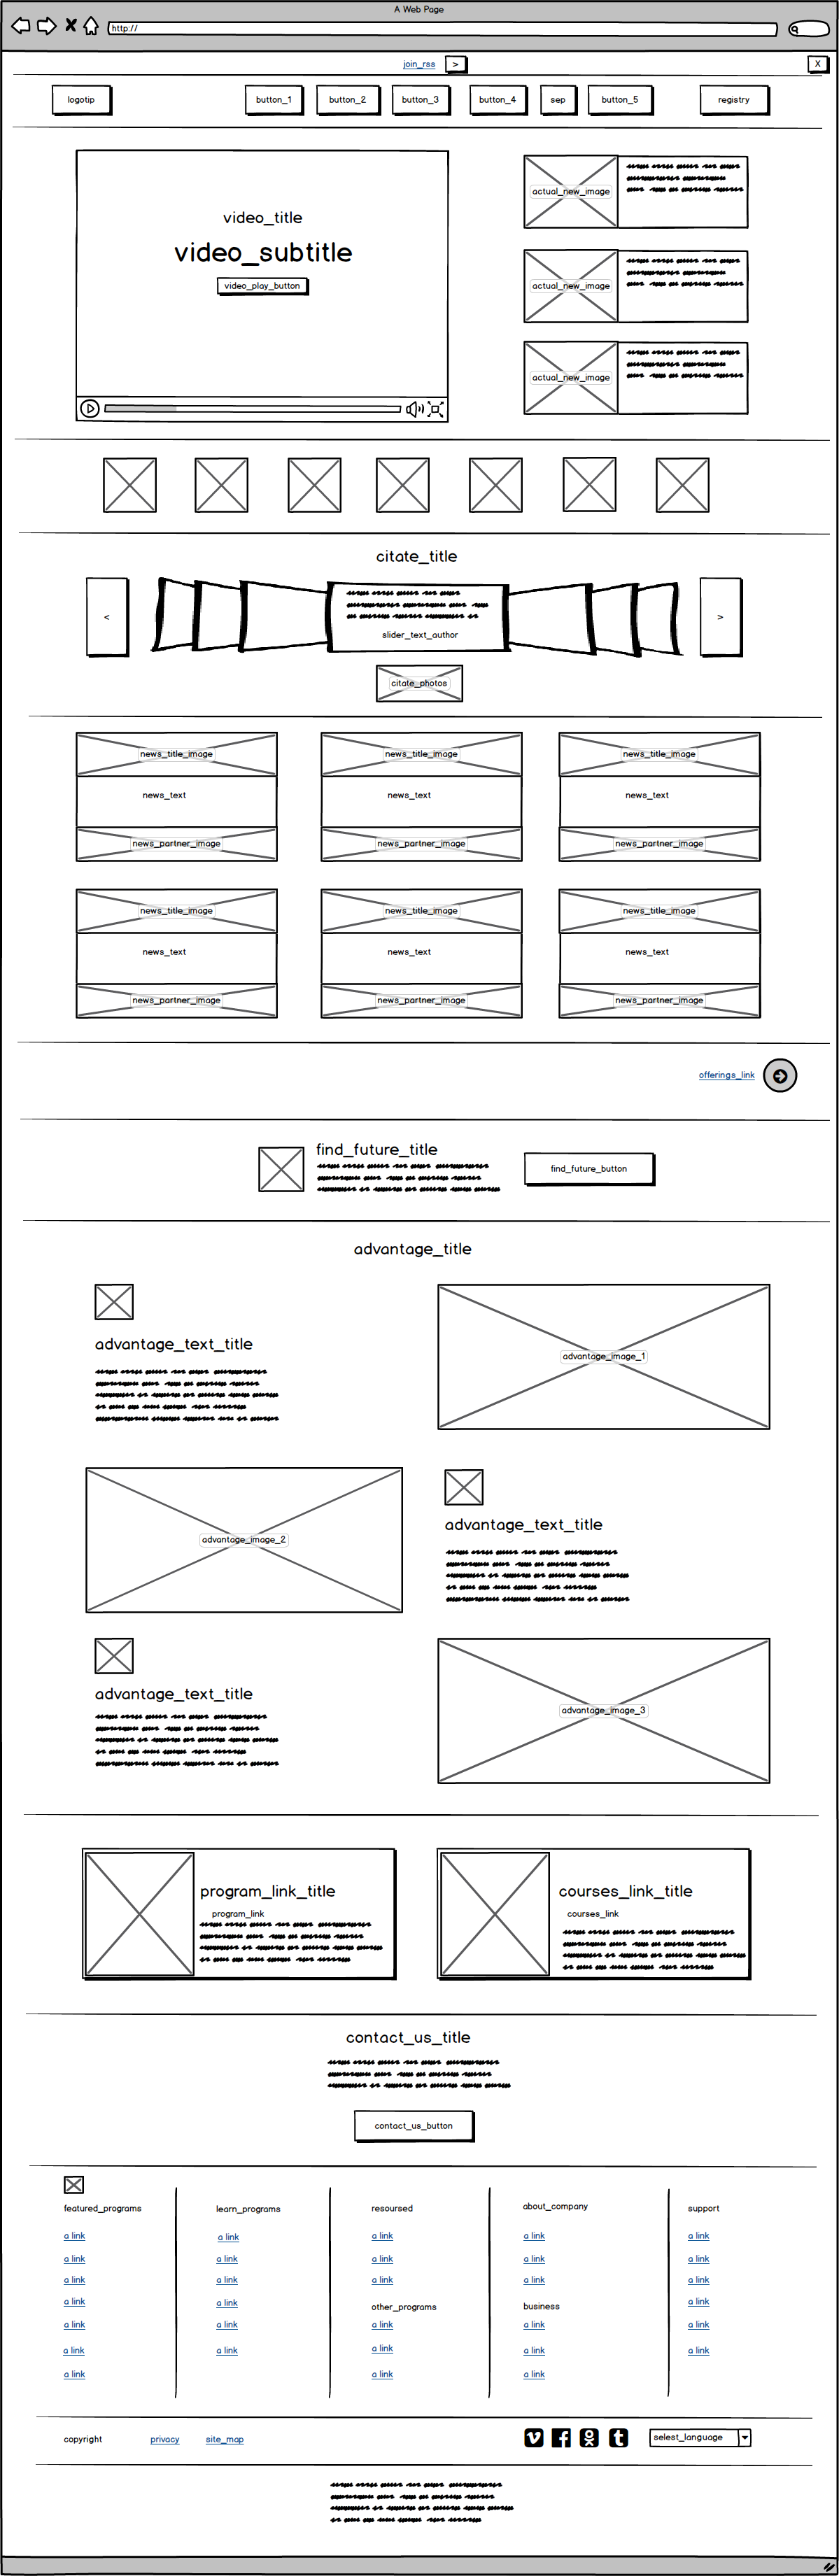 A Web Page
http://
join_rss > X
logotip button_1 button_2 button_3 button_4 sep button_5 registry
video_title
video_subtitle
video_play_button
actual_new_image
actual_new_image
actual_new_image
citate_title
< >
slider_text_author
citate_photos
news_title_image news_title_image news_title_image
news_text news_text news_text
news_partner_image news_partner_image news_partner_image
news_title_image news_title_image news_title_image
news_text news_text news_text
news_partner_image news_partner_image news_partner_image
offerings_link
find_future_title
find_future_button
advantage_title
advantage_text_title
advantage_image_1
advantage_image_2
advantage_text_title
advantage_text_title
advantage_image_3
program_link_title
program_link
courses_link_title
courses_link
contact_us_title
contact_us_button
featured_programs
a link
a link
a link
a link
a link
a link
a link
learn_programs
a link
a link
a link
a link
a link
a link
resoursed
a link
a link
a link
other_programs
a link
a link
a link
about_company
a link
a link
a link
business
a link
a link
a link
support
a link
a link
a link
a link
a link
a link
copyright privacy site_map selest_language